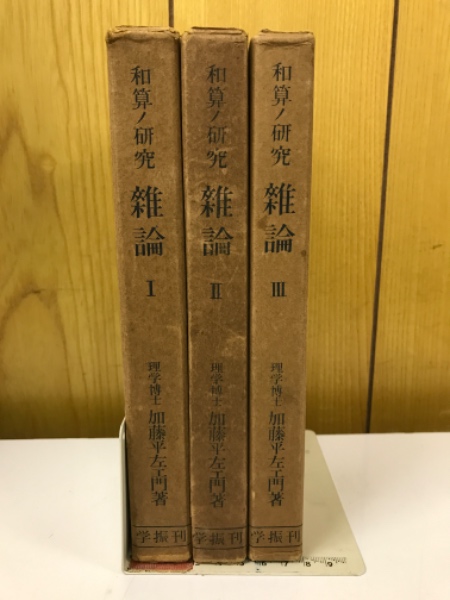 和算ノ研究
雑論
I
理学博士
加藤平左エ門著
学振刊
和算ノ研究
雑論
II
理学博士
加藤平左エ門著
学振刊
和算ノ研究
雑論
III
理学博士
加藤平左エ門著
学振刊